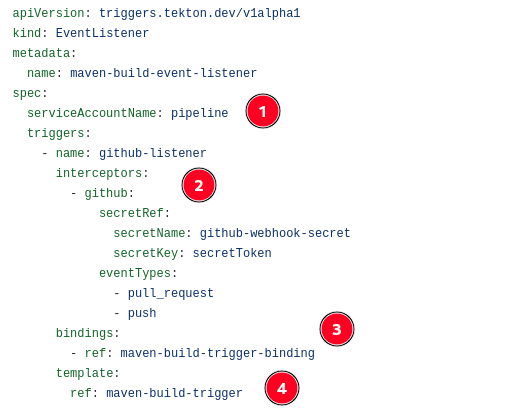 apiVersion: triggers.tekton.dev/v1alpha1
kind: EventListener
metadata:
  name: maven-build-event-listener
spec:
  serviceAccountName: pipeline 1
  triggers:
    - name: github-listener
      interceptors: 2
        - github:
            secretRef:
              secretName: github-webhook-secret
              secretKey: secretToken
            eventTypes:
              - pull_request
              - push
      bindings: 3
        - ref: maven-build-trigger-binding
      template:
        ref: maven-build-trigger 4